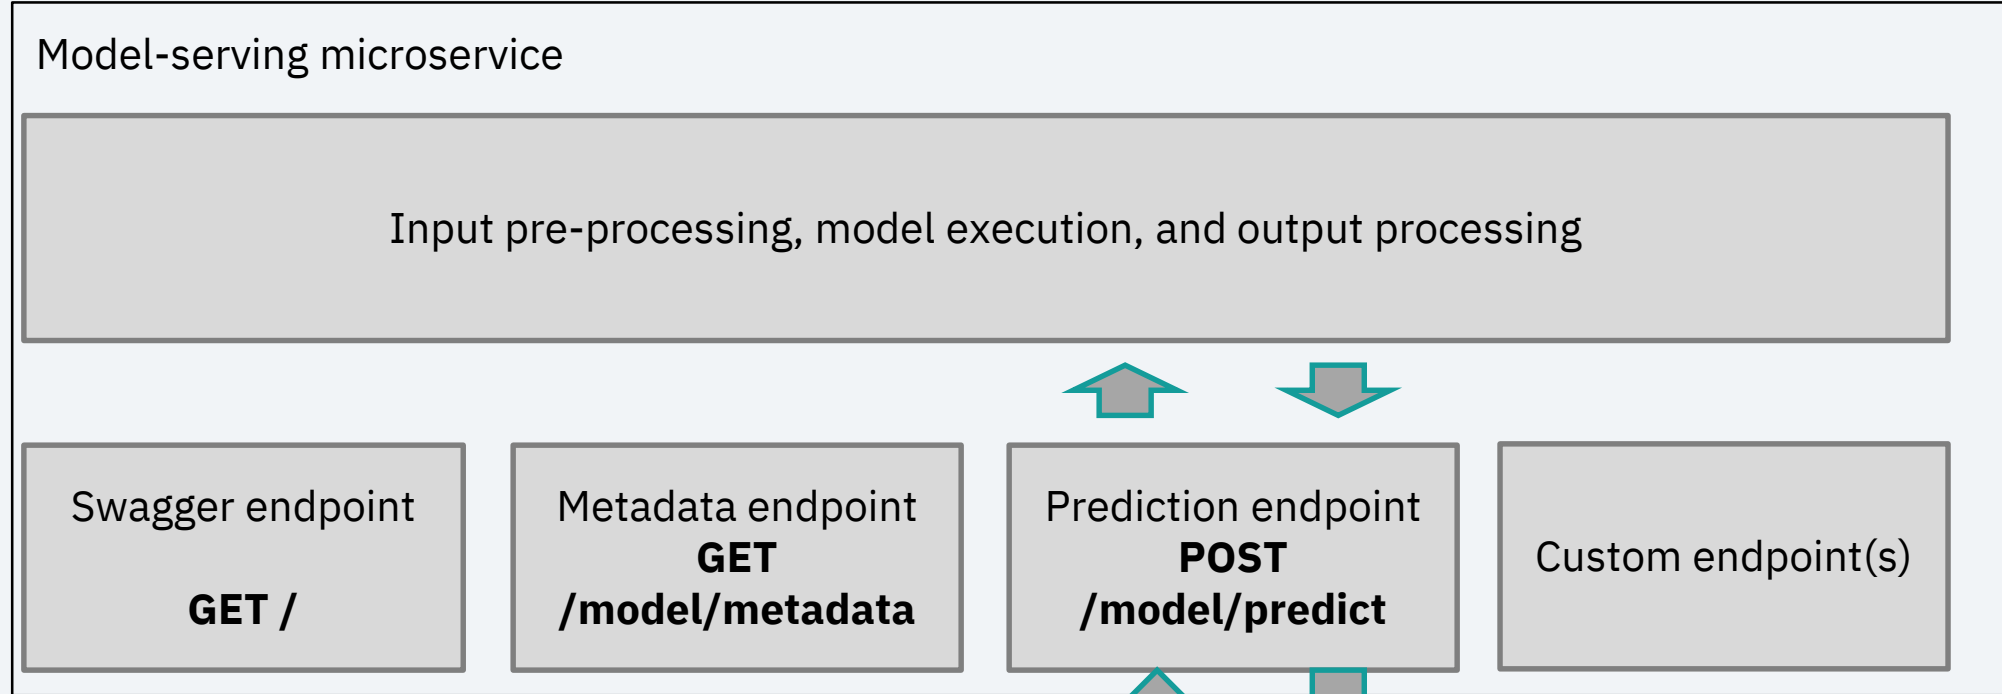 Model-serving microservice
Input pre-processing, model execution, and output processing
Swagger endpoint
GET /
Metadata endpoint
GET
/model/metadata
Prediction endpoint
POST
/model/predict
Custom endpoint(s)